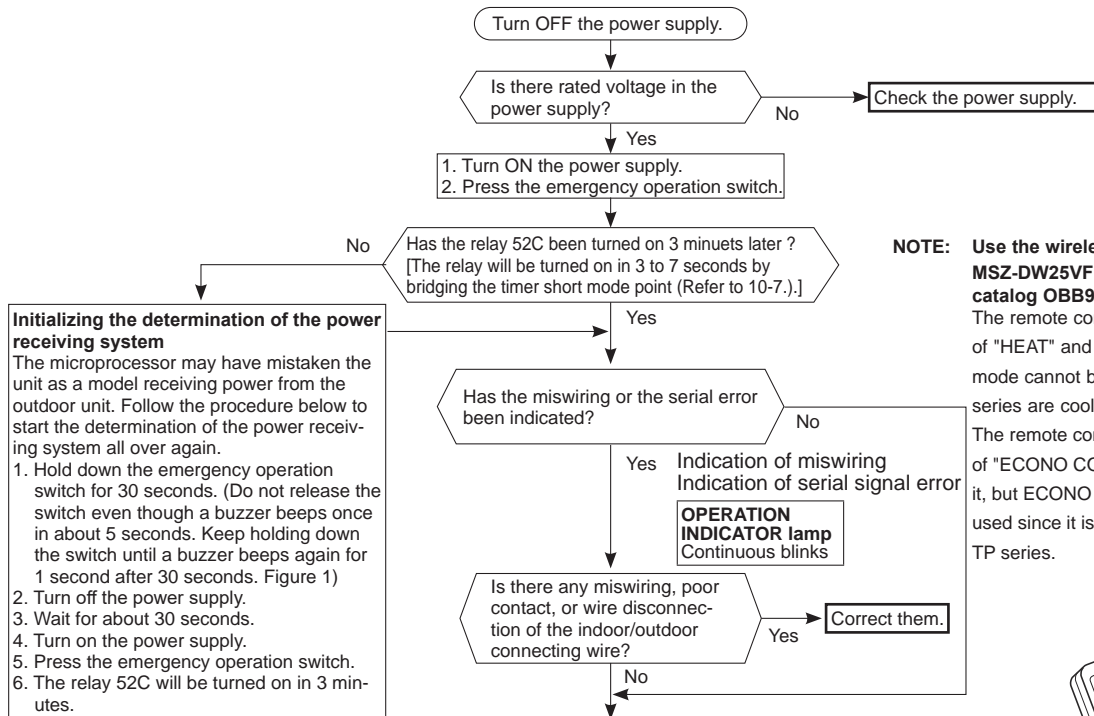 Turn OFF the power supply.
Is there rated voltage in the
power supply?
No
Check the power supply.
Yes
1. Turn ON the power supply.
2. Press the emergency operation switch.
No
Has the relay 52C been turned on 3 minuets later ?
[The relay will be turned on in 3 to 7 seconds by
bridging the timer short mode point (Refer to 10-7.).]
Yes
Initializing the determination of the power
receiving system
The microprocessor may have mistaken the
unit as a model receiving power from the
outdoor unit. Follow the procedure below to
start the determination of the power receiv-
ing system all over again.
1. Hold down the emergency operation
switch for 30 seconds. (Do not release the
switch even though a buzzer beeps once
in about 5 seconds. Keep holding down
the switch until a buzzer beeps again for
1 second after 30 seconds. Figure 1)
2. Turn off the power supply.
3. Wait for about 30 seconds.
4. Turn on the power supply.
5. Press the emergency operation switch.
6. The relay 52C will be turned on in 3 min-
utes.
Has the miswiring or the serial error
been indicated?
No
Yes
Indication of miswiring
Indication of serial signal error
OPERATION
INDICATOR lamp
Continuous blinks
Is there any miswiring, poor
contact, or wire disconnec-
tion of the indoor/outdoor
connecting wire?
Yes
Correct them.
No
NOTE: Use the
MSZ-DW25VF
catalog
The remote
of "HEAT" and
mode cannot
series are
The remote
of "ECONO
it, but ECONO
used since it is
TP series.